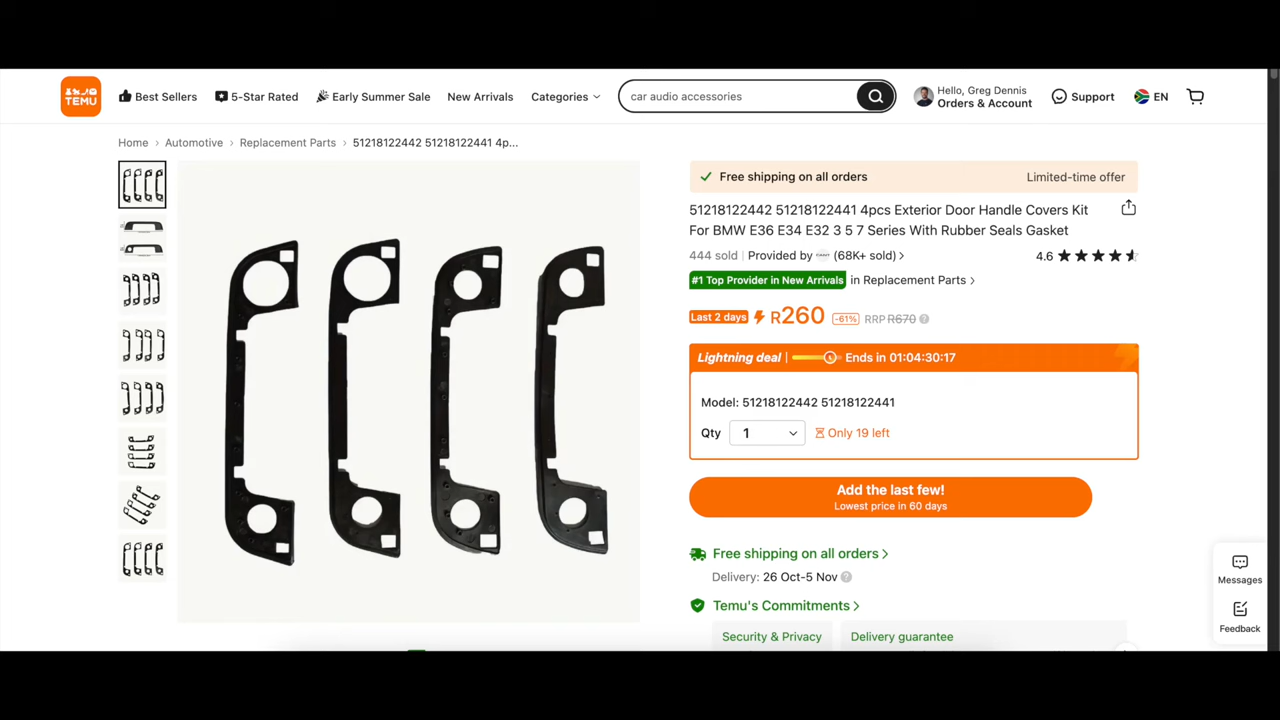 TEMU
Best Sellers
5-Star Rated
Early Summer Sale
New Arrivals
Categories
car audio accessories
Hello, Greg Dennis
Orders & Account
Support
EN
Home › Automotive › Replacement Parts › 51218122442 51218122441 4p...
Free shipping on all orders
Limited-time offer
51218122442 51218122441 4pcs Exterior Door Handle Covers Kit
For BMW E36 E34 E32 3 5 7 Series With Rubber Seals Gasket
444 sold | Provided by (68K+ sold) ›
4.6
#1 Top Provider in New Arrivals in Replacement Parts ›
Last 2 days R260 -61% RRP R670 ?
Lightning deal | Ends in 01:04:30:17
Model: 51218122442 51218122441
Qty 1 Only 19 left
Add the last few!
Lowest price in 60 days
Free shipping on all orders ›
Delivery: 26 Oct-5 Nov ?
Temu's Commitments ›
Security & Privacy
Delivery guarantee
Messages
Feedback